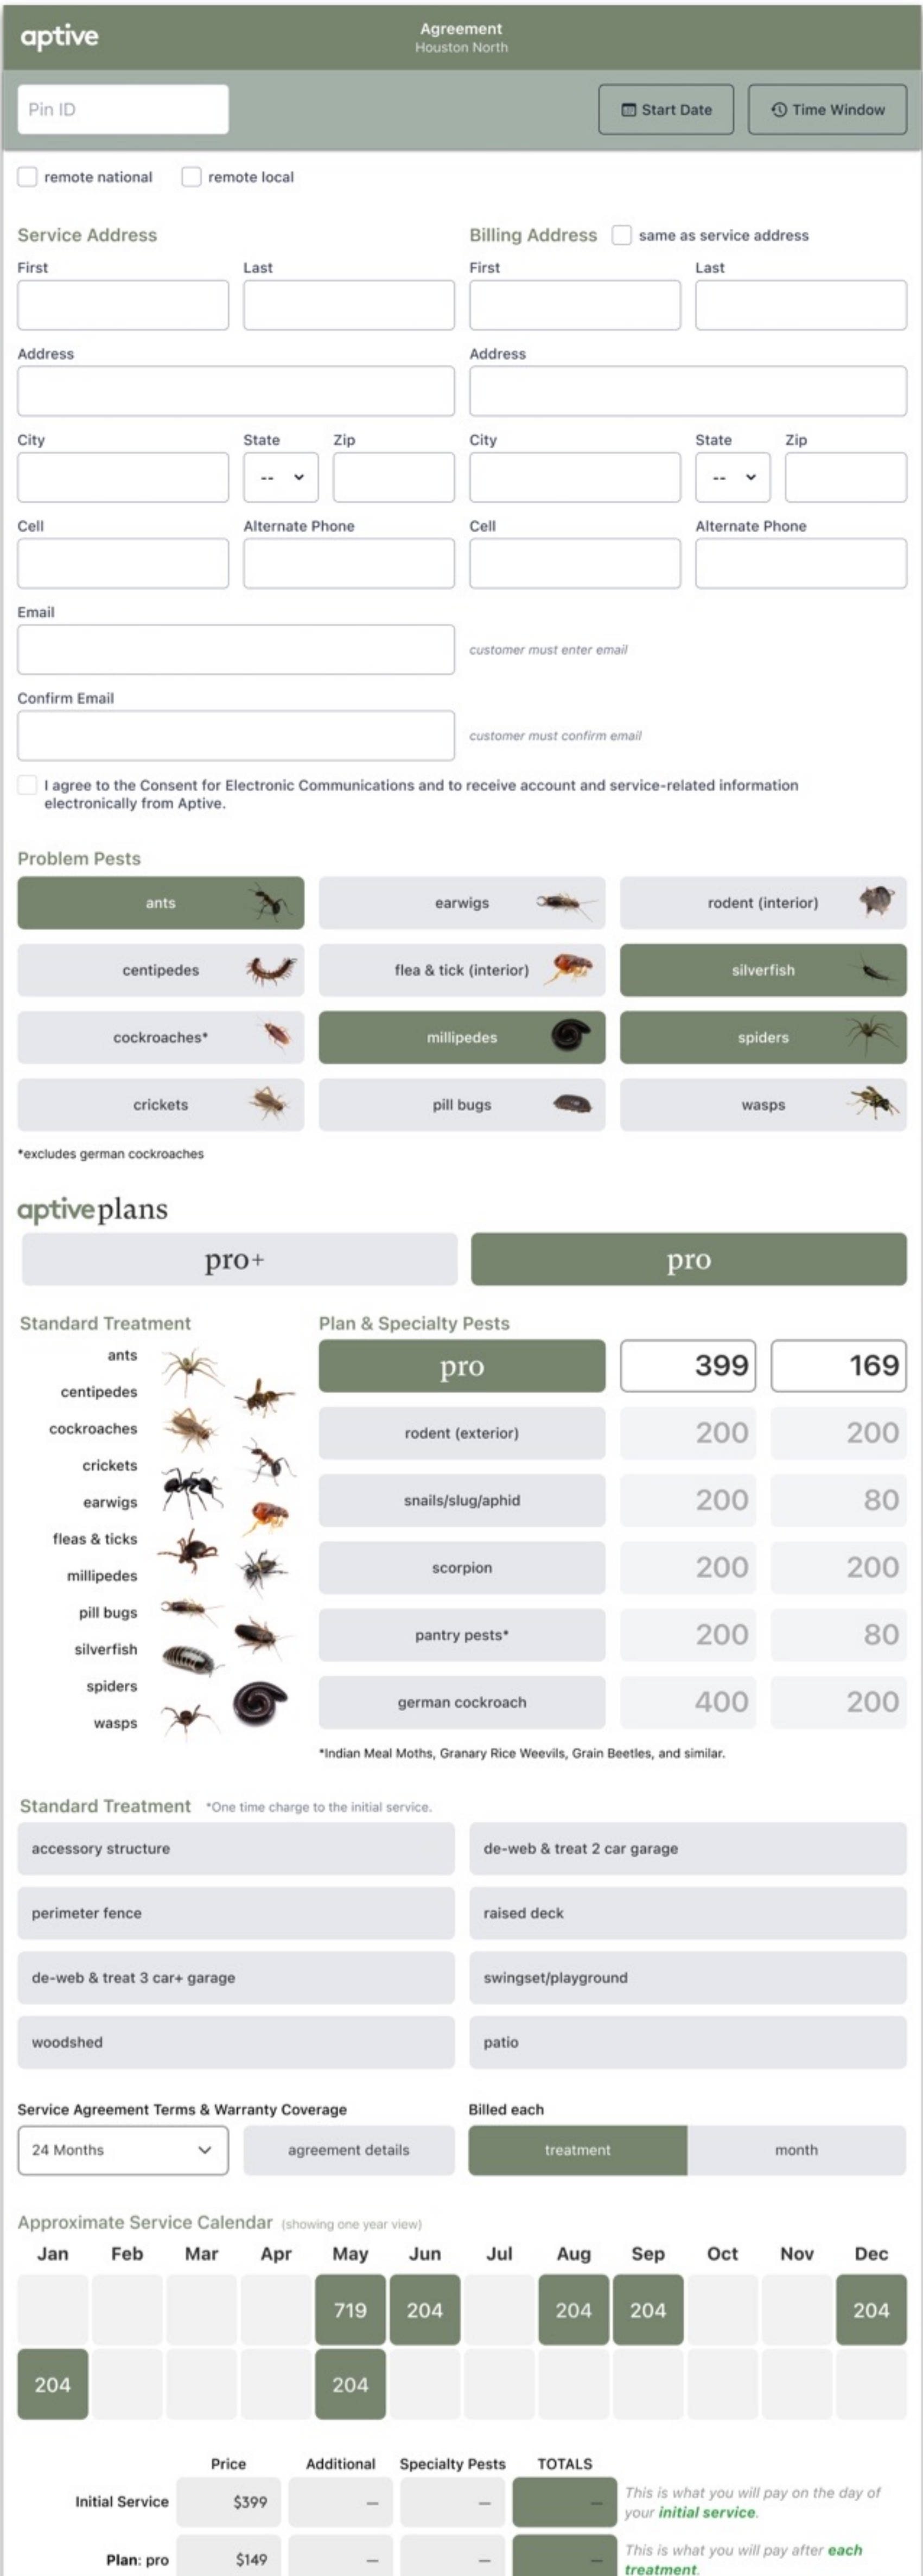 aptive
Agreement
Houston North
Pin ID
Start Date
Time Window
remote national
remote local
Service Address
Billing Address
same as service address
First
Last
First
Last
Address
Address
City
State
Zip
City
State
Zip
--
--
Cell
Alternate Phone
Cell
Alternate Phone
Email
customer must enter email
Confirm Email
customer must confirm email
I agree to the Consent for Electronic Communications and to receive account and service-related information
electronically from Aptive.
Problem Pests
ants
earwigs
rodent (interior)
centipedes
flea & tick (interior)
silverfish
cockroaches*
millipedes
spiders
crickets
pill bugs
wasps
*excludes german cockroaches
aptive plans
pro+
pro
Standard Treatment
ants
centipedes
cockroaches
crickets
earwigs
fleas & ticks
millipedes
pill bugs
silverfish
spiders
wasps
Plan & Specialty Pests
pro 399 169
rodent (exterior) 200 200
snails/slug/aphid 200 80
scorpion 200 200
pantry pests* 200 80
german cockroach 400 200
*Indian Meal Moths, Granary Rice Weevils, Grain Beetles, and similar.
Standard Treatment *One time charge to the initial service.
accessory structure
de-web & treat 2 car garage
perimeter fence
raised deck
de-web & treat 3 car+ garage
swingset/playground
woodshed
patio
Service Agreement Terms & Warranty Coverage
Billed each
24 Months
agreement details
treatment
month
Approximate Service Calendar (showing one year view)
Jan Feb Mar Apr May Jun Jul Aug Sep Oct Nov Dec
719 204 204 204 204
204 204
Price Additional Specialty Pests TOTALS
Initial Service $399 — — —
This is what you will pay on the day of
your initial service.
Plan: pro $149 — — —
This is what you will pay after each
treatment.